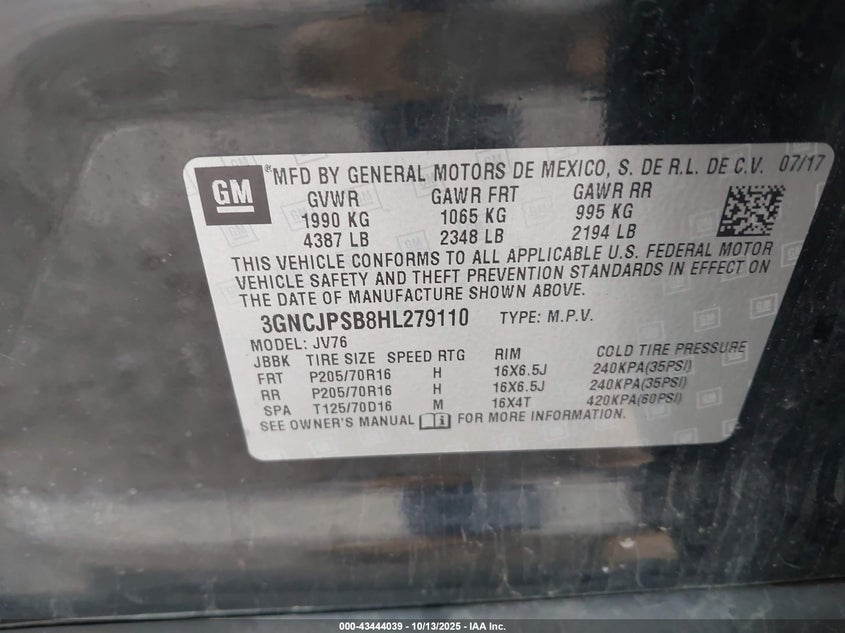 GM ®MFD BY GENERAL MOTORS DE MEXICO, S. DE R.L. DE C.V. 07/17
GVWR GAWR FRT GAWR RR
1990 KG 1065 KG 995 KG
4387 LB 2348 LB 2194 LB
THIS VEHICLE CONFORMS TO ALL APPLICABLE U.S. FEDERAL MOTOR
VEHICLE SAFETY AND THEFT PREVENTION STANDARDS IN EFFECT ON
THE DATE OF MANUFACTURE SHOWN ABOVE.
3GNCJPSB8HL279110 TYPE: M.P.V.
MODEL: JV76
JBBK TIRE SIZE SPEED RTG RIM COLD TIRE PRESSURE
FRT P205/70R16 H 16X6.5J 240KPA(35PSI)
RR P205/70R16 H 16X6.5J 240KPA(35PSI)
SPA T125/70D16 M 16X4T 420KPA(60PSI)
SEE OWNER'S MANUAL FOR MORE INFORMATION.
000-43444039 | 10/13/2025 - IAA Inc.